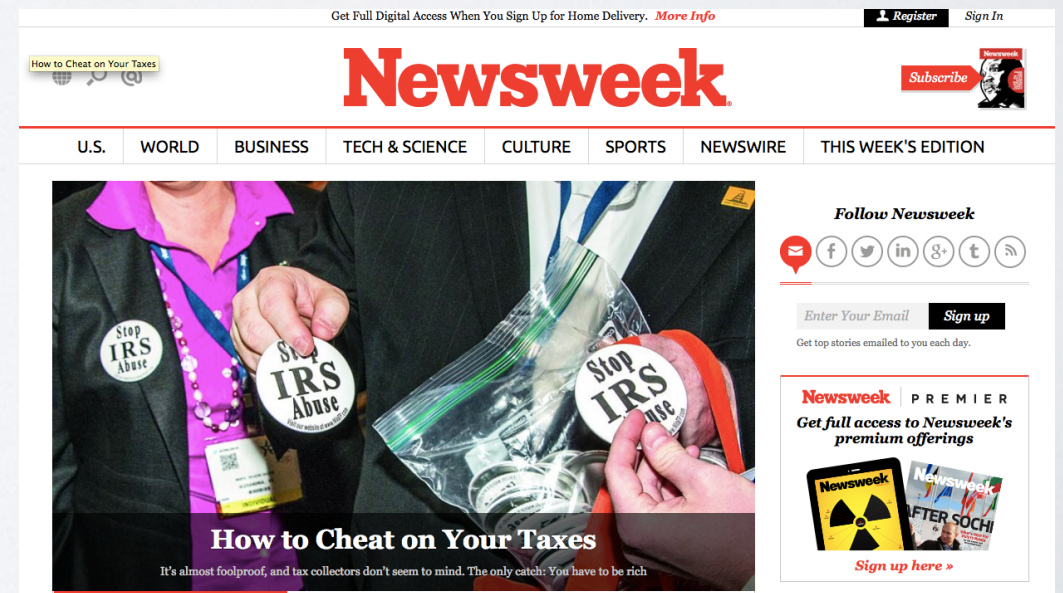 Get Full Digital Access When You Sign Up for Home Delivery. More Info
Register
Sign In
How to Cheat on Your Taxes
Newsweek
Subscribe
Newsweek
U.S.
WORLD
BUSINESS
TECH & SCIENCE
CULTURE
SPORTS
NEWSWIRE
THIS WEEK'S EDITION
Stop
IRS
Abuse
Stop
IRS
Abuse
Stop
IRS
Abuse
How to Cheat on Your Taxes
It's almost foolproof, and tax collectors don't seem to mind. The only catch: You have to be rich
Follow Newsweek
Enter Your Email
Sign up
Get top stories emailed to you each day.
Newsweek
PREMIER
Get full access to Newsweek's
premium offerings
Newsweek
Newsweek
AFTER SOCHI
Sign up here »